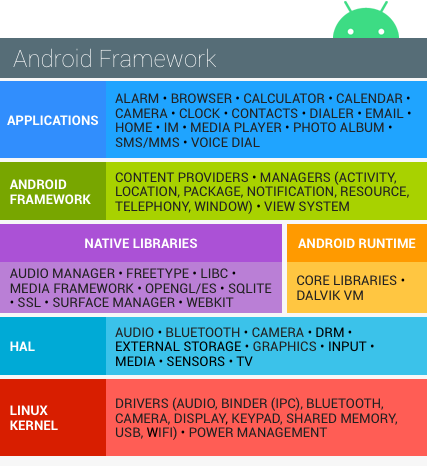 Android Framework
APPLICATIONS
ALARM • BROWSER • CALCULATOR • CALENDAR •
CAMERA • CLOCK • CONTACTS • DIALER • EMAIL •
HOME • IM • MEDIA PLAYER • PHOTO ALBUM •
SMS/MMS • VOICE DIAL
ANDROID
FRAMEWORK
CONTENT PROVIDERS • MANAGERS (ACTIVITY,
LOCATION, PACKAGE, NOTIFICATION, RESOURCE,
TELEPHONY, WINDOW) • VIEW SYSTEM
NATIVE LIBRARIES
AUDIO MANAGER • FREETYPE • LIBC •
MEDIA FRAMEWORK • OPENGL/ES • SQLITE
• SSL • SURFACE MANAGER • WEBKIT
ANDROID RUNTIME
CORE LIBRARIES •
DALVIK VM
HAL
AUDIO • BLUETOOTH • CAMERA • DRM •
EXTERNAL STORAGE • GRAPHICS • INPUT •
MEDIA • SENSORS • TV
LINUX
KERNEL
DRIVERS (AUDIO, BINDER (IPC), BLUETOOTH,
CAMERA, DISPLAY, KEYPAD, SHARED MEMORY,
USB, WIFI) • POWER MANAGEMENT